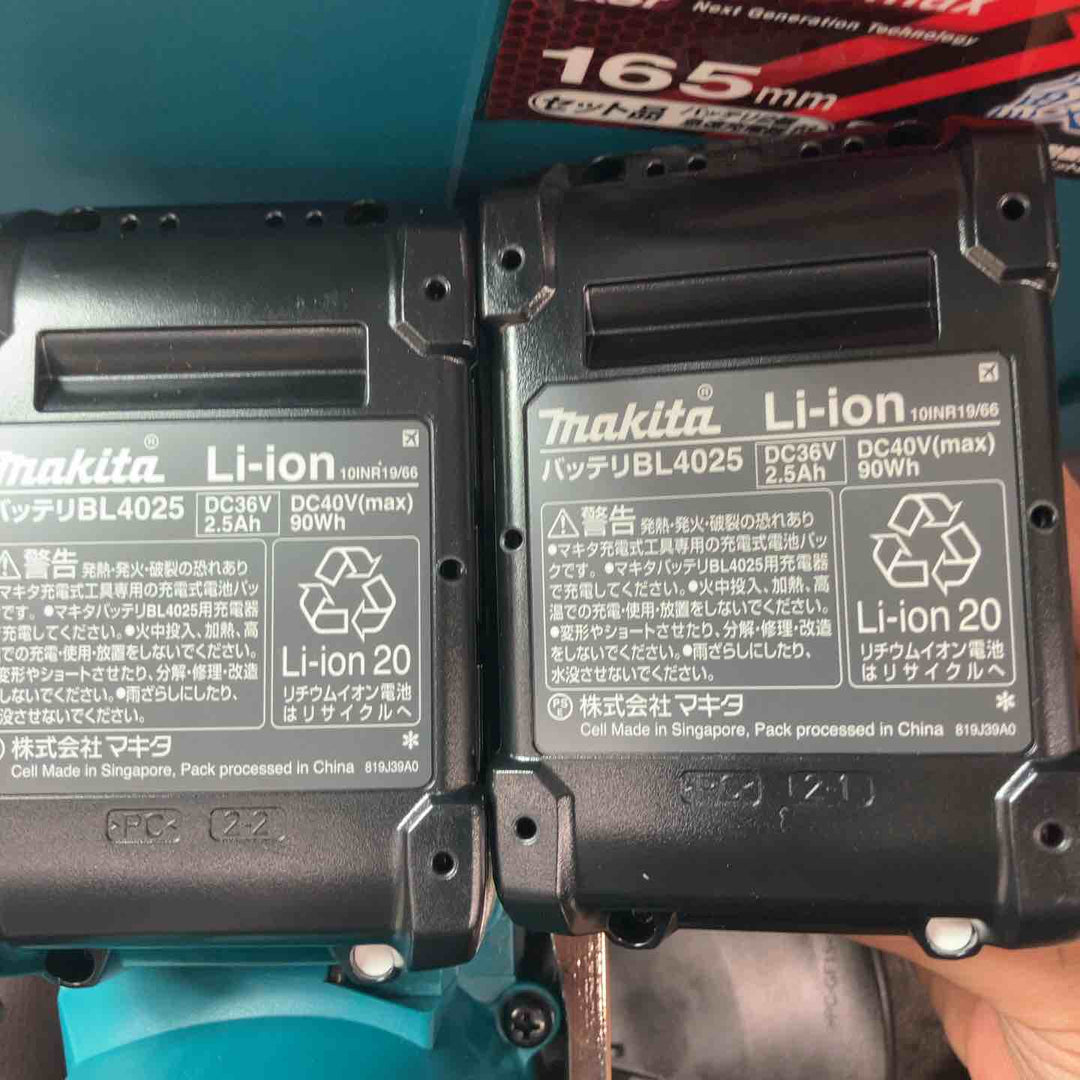 max
Next Generation Technology
165mm
セット品
Makita® Li-ion 10INR19/66
バッテリBL4025 DC36V 2.5Ah DC40V(max) 90Wh
警告 発熱・発火・破裂の恐れあり
マキタ充電式工具専用の充電式電池パッ
です。●マキタバッテリBL4025用充電器
充電してください。●火中投入、加熱、高
での充電・使用・放置をしないでください。
変形やショートさせたり、分解・修理・改造
しないでください。●雨ざらしにしたり、
没させないでください。
Li-ion 20
リチウムイオン電池
はリサイクルへ
株式会社マキタ
*
Cell Made in Singapore, Pack processed in China 819J39A0
>PC<
2-2
Makita® Li-ion 10INR19/66
バッテリBL4025 DC36V 2.5Ah DC40V(max) 90Wh
警告 発熱・発火・破裂の恐れあり
●マキタ充電式工具専用の充電式電池パッ
クです。●マキタバッテリBL4025用充電器
で充電してください。●火中投入、加熱、高
温での充電・使用・放置をしないでください。
●変形やショートさせたり、分解・修理・改造
をしないでください。●雨ざらしにしたり、
水没させないでください。
Li-ion 20
リチウムイオン電池
はリサイクルへ
PSE 株式会社マキタ
*
Cell Made in Singapore, Pack processed in China 819J39A0
>PC<
2-1